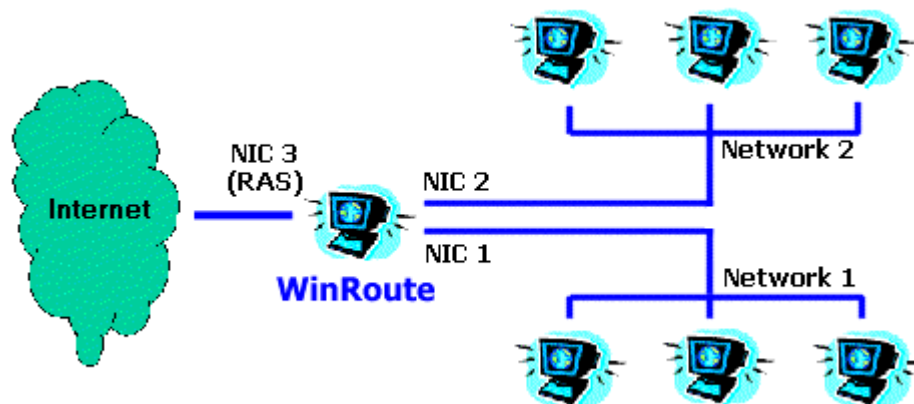 NIC 3
(RAS)
Internet
WinRoute
NIC 2
NIC 1
Network 2
Network 1